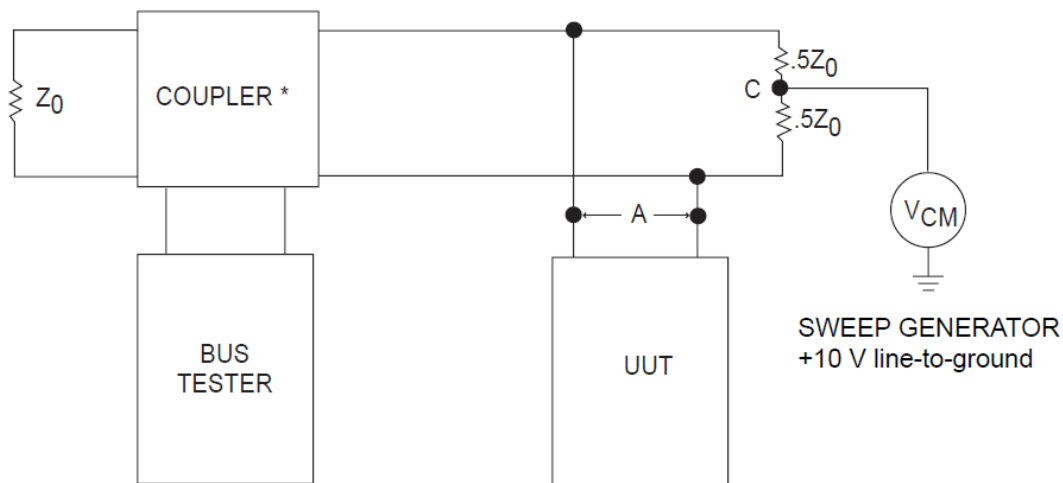 Z0
COUPLER *
.5Z0
C
.5Z0
A
VCM
BUS
TESTER
UUT
SWEEP GENERATOR
+10 V line-to-ground